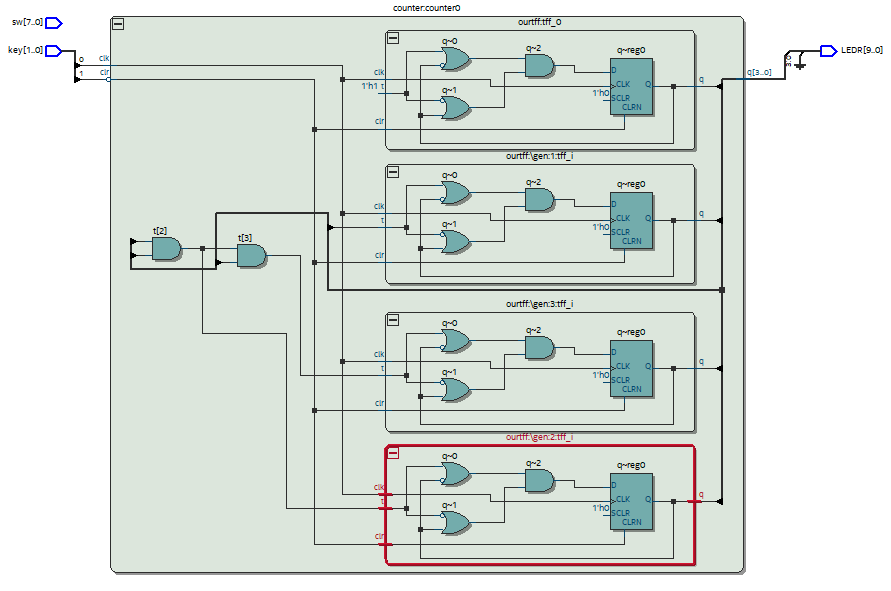 counter:counter0
sw[7..0]
key[1..0]
0 clk
1 clr
ourtff:tff_0
q~0
q~1
q~2
q~reg0
clk
1'h1 t
clr
D
CLK
1'h0 SCLR
CLRN
Q
q
q[3..0]
3:0
LEDR[9..0]
ourtff:\gen:1:tff_i
q~0
q~1
q~2
q~reg0
clk
t
clr
D
CLK
1'h0 SCLR
CLRN
Q
q
t[2]
t[3]
ourtff:\gen:3:tff_i
q~0
q~1
q~2
q~reg0
clk
t
clr
D
CLK
1'h0 SCLR
CLRN
Q
q
ourtff:\gen:2:tff_i
q~0
q~1
q~2
q~reg0
clk
t
clr
D
CLK
1'h0 SCLR
CLRN
Q
q